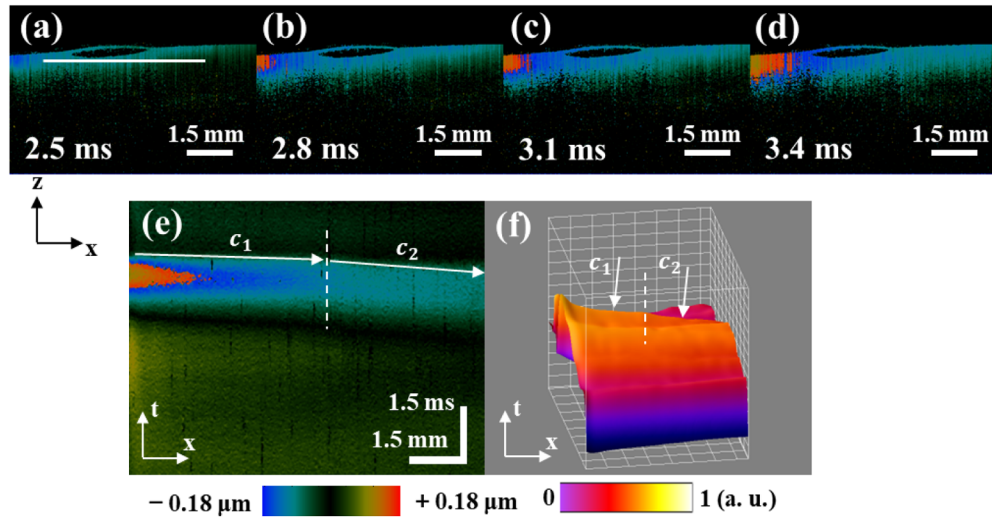 (a) (b) (c) (d)
2.5 ms 1.5 mm 2.8 ms 1.5 mm 3.1 ms 1.5 mm 3.4 ms 1.5 mm
z
x
(e) (f)
c₁ c₂ c₁ c₂
1.5 ms
1.5 mm
t t
x x
− 0.18 μm + 0.18 μm 0 1 (a. u.)